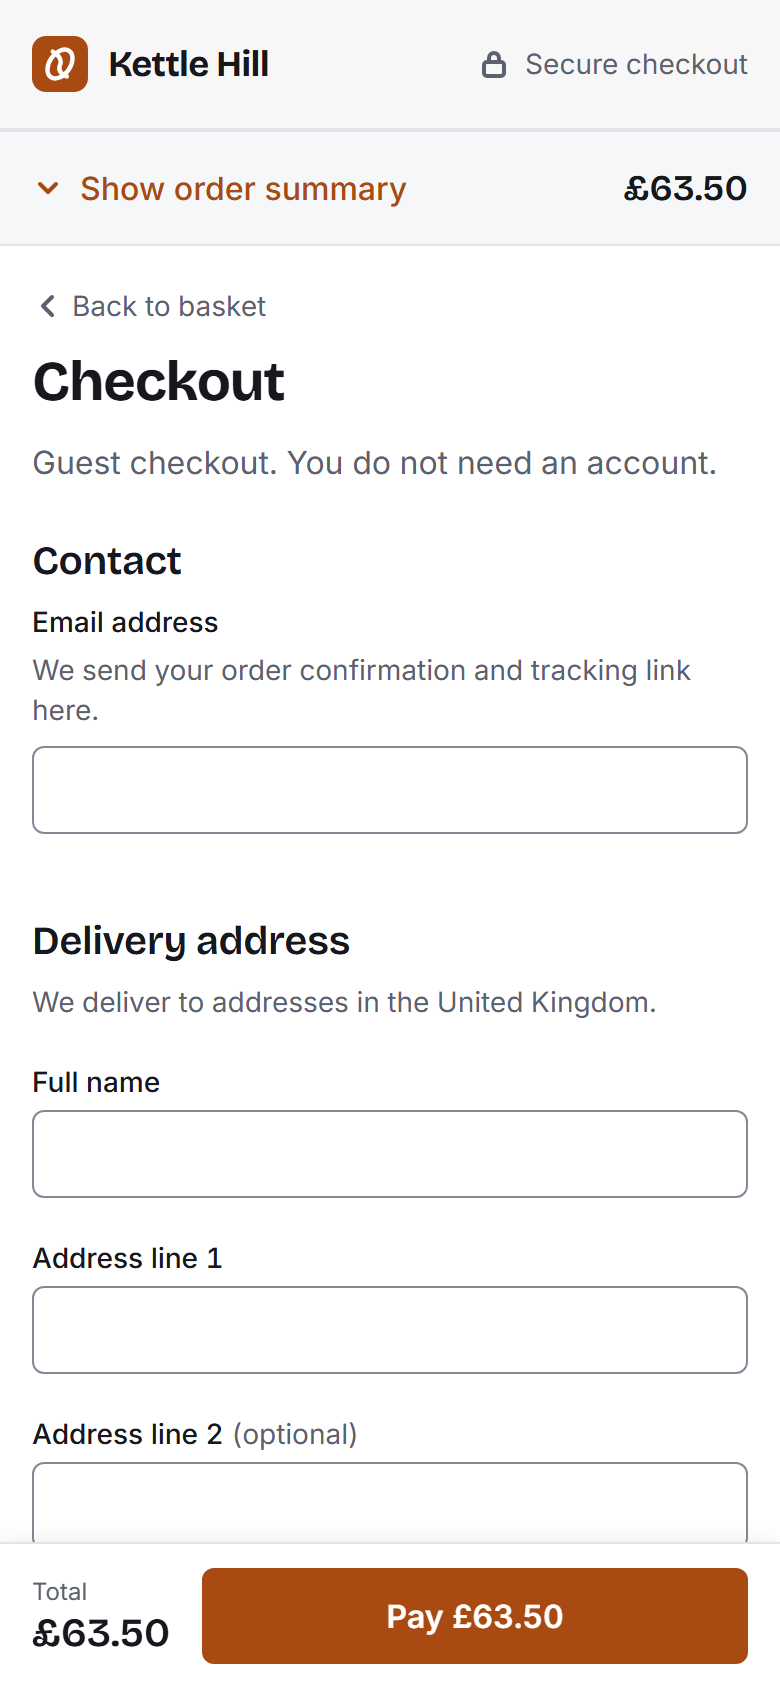 Kettle Hill
Secure checkout
Show order summary
£63.50
Back to basket
Checkout
Guest checkout. You do not need an account.
Contact
Email address
We send your order confirmation and tracking link
here.
Delivery address
We deliver to addresses in the United Kingdom.
Full name
Address line 1
Address line 2 (optional)
Total
£63.50
Pay £63.50